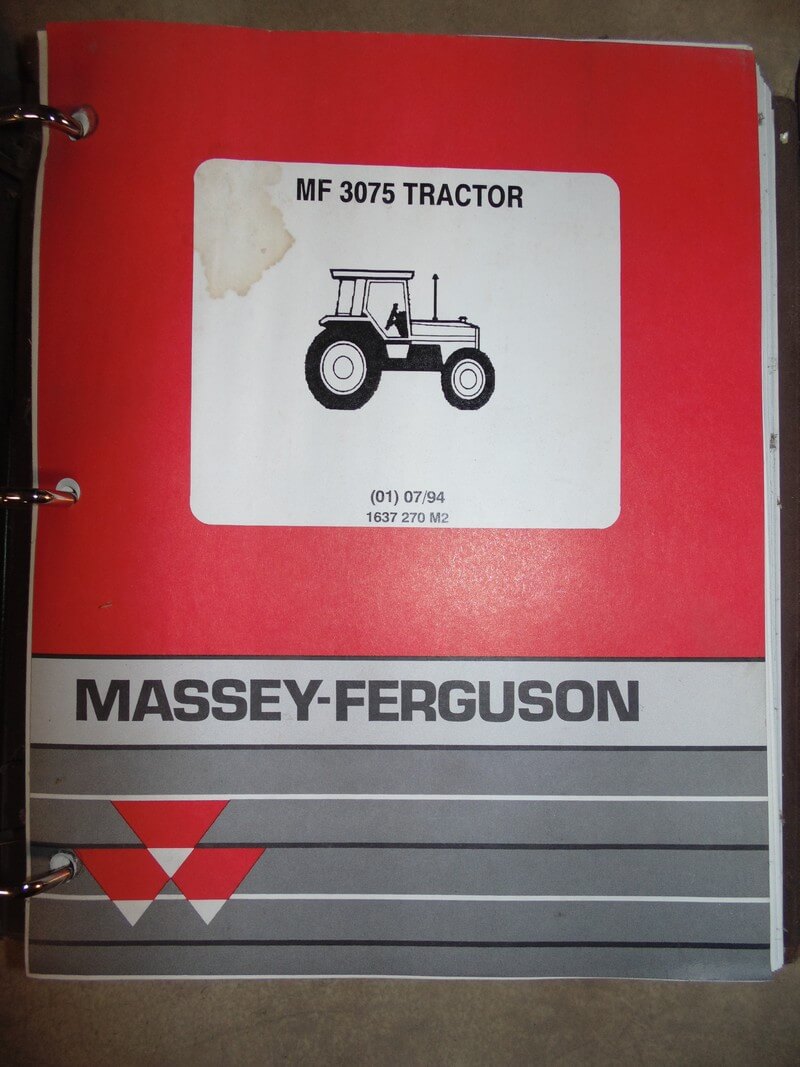 MF 3075 TRACTOR
(01) 07/94
1637 270 M2
MASSEY-FERGUSON